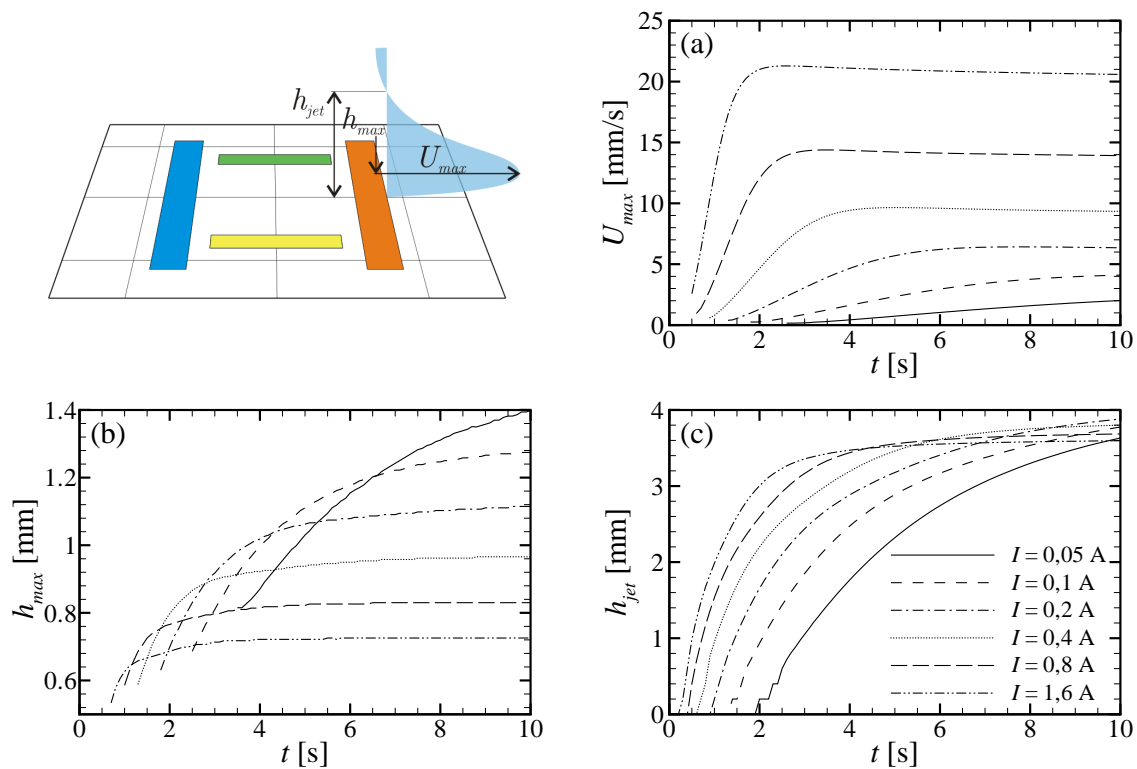 h_jet
h_max
U_max
(a)
U_max [mm/s]
25
20
15
10
5
0
0 2 4 6 8 10
t [s]
(b)
h_max [mm]
1.4
1.2
1
0.8
0.6
0 2 4 6 8 10
t [s]
(c)
h_jet [mm]
4
3
2
1
0
0 2 4 6 8 10
t [s]
I = 0,05 A
I = 0,1 A
I = 0,2 A
I = 0,4 A
I = 0,8 A
I = 1,6 A